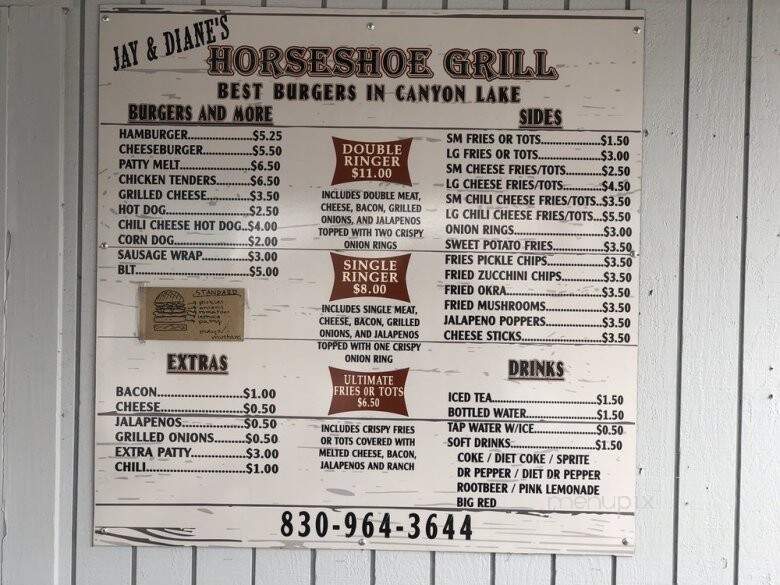 JAY & DIANE'S
HORSESHOE GRILL
BEST BURGERS IN CANYON LAKE
BURGERS AND MORE
HAMBURGER....................$5.25
CHEESEBURGER...............$5.50
PATTY MELT.....................$6.50
CHICKEN TENDERS.........$6.50
GRILLED CHEESE..............$3.50
HOT DOG.........................$2.50
CHILI CHEESE HOT DOG..$4.00
CORN DOG......................$2.00
SAUSAGE WRAP...............$3.00
BLT...................................$5.00
STANDARD
pickles
onions
tomatoes
lettuce
patty
mayo/
mustard
EXTRAS
BACON.........................$1.00
CHEESE.........................$0.50
JALAPENOS..................$0.50
GRILLED ONIONS.........$0.50
EXTRA PATTY................$3.00
CHILI.............................$1.00
DOUBLE
RINGER
$11.00
INCLUDES DOUBLE MEAT,
CHEESE, BACON, GRILLED
ONIONS, AND JALAPENOS
TOPPED WITH TWO CRISPY
ONION RINGS
SINGLE
RINGER
$8.00
INCLUDES SINGLE MEAT,
CHEESE, BACON, GRILLED
ONIONS, AND JALAPENOS
TOPPED WITH ONE CRISPY
ONION RING
ULTIMATE
FRIES OR TOTS
$6.50
INCLUDES CRISPY FRIES
OR TOTS COVERED WITH
MELTED CHEESE, BACON,
JALAPENOS AND RANCH
SIDES
SM FRIES OR TOTS..................$1.50
LG FRIES OR TOTS...................$3.00
SM CHEESE FRIES/TOTS...........$2.50
LG CHEESE FRIES/TOTS............$4.50
SM CHILI CHEESE FRIES/TOTS..$3.50
LG CHILI CHEESE FRIES/TOTS...$5.50
ONION RINGS.........................$3.00
SWEET POTATO FRIES...............$3.50
FRIES PICKLE CHIPS..................$3.50
FRIED ZUCCHINI CHIPS............$3.50
FRIED OKRA.............................$3.50
FRIED MUSHROOMS................$3.50
JALAPENO POPPERS.................$3.50
CHEESE STICKS........................$3.50
DRINKS
ICED TEA..............................$1.50
BOTTLED WATER...................$1.50
TAP WATER W/ICE.................$0.50
SOFT DRINKS........................$1.50
COKE / DIET COKE / SPRITE
DR PEPPER / DIET DR PEPPER
ROOTBEER / PINK LEMONADE
BIG RED
menupix
830-964-3644